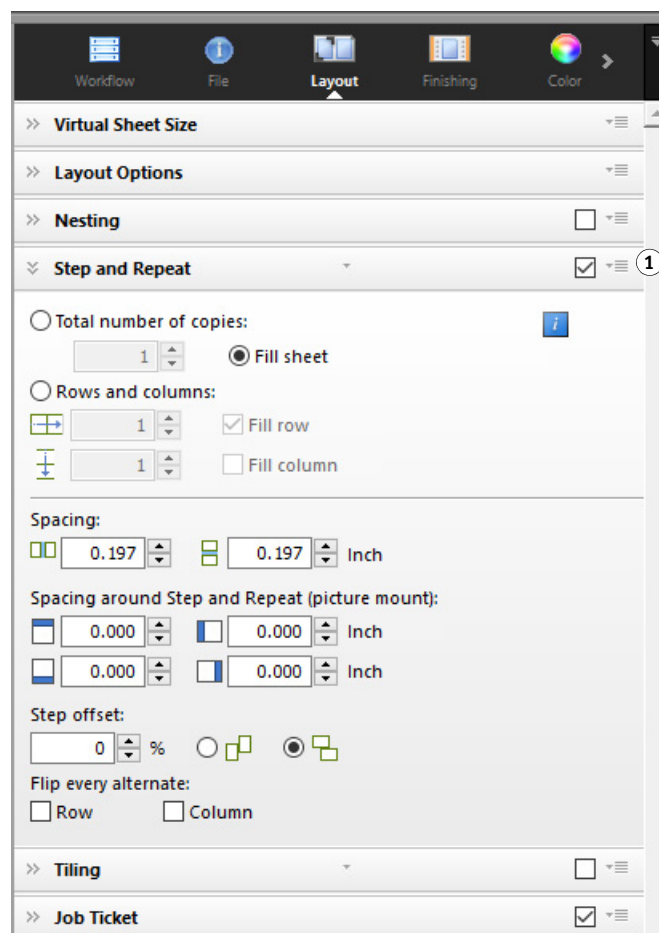 Workflow File Layout Finishing Color
Virtual Sheet Size
Layout Options
Nesting
Step and Repeat 1
Total number of copies: i
1 Fill sheet
Rows and columns:
1 Fill row
1 Fill column
Spacing:
0.197 0.197 Inch
Spacing around Step and Repeat (picture mount):
0.000 0.000 Inch
0.000 0.000 Inch
Step offset:
0 %
Flip every alternate:
Row Column
Tiling
Job Ticket